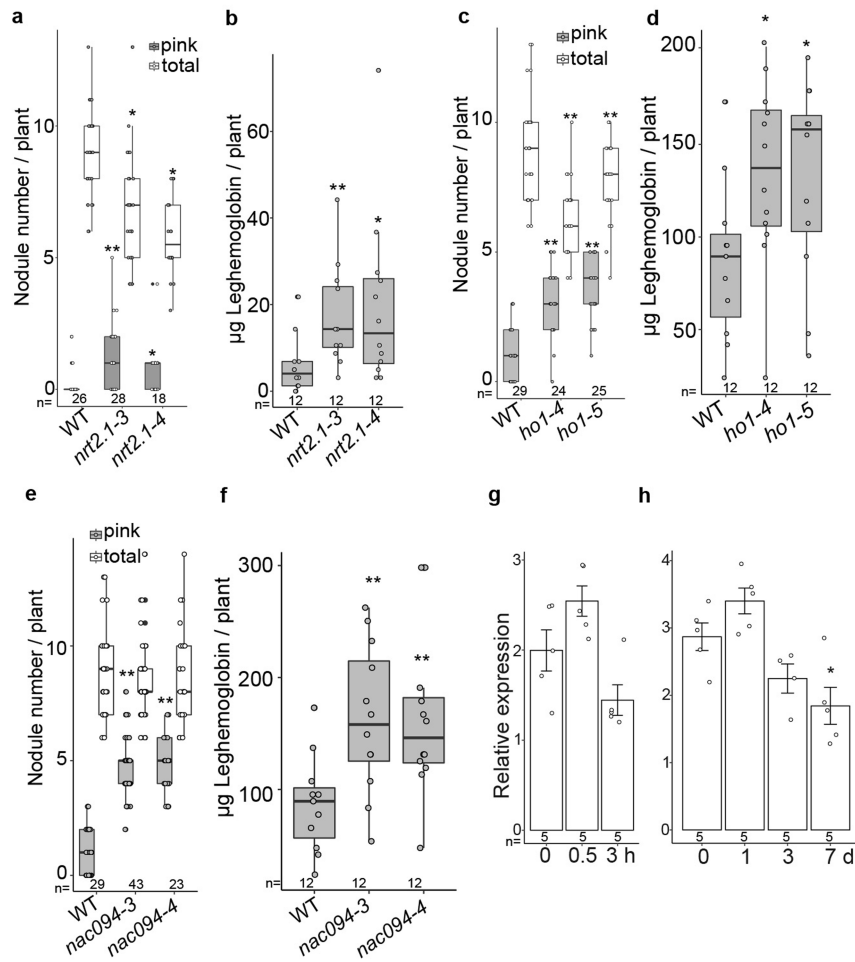 a
pink
total
Nodule number / plant
10
5
0
n= 26 28 18
WT nrt2.1-3 nrt2.1-4
* * ** *
b
µg Leghemoglobin / plant
60
40
20
0
n= 12 12 12
WT nrt2.1-3 nrt2.1-4
** *
c
pink
total
Nodule number / plant
10
5
0
n= 29 24 25
WT ho1-4 ho1-5
** ** ** **
d
µg Leghemoglobin / plant
200
150
100
50
n= 12 12 12
WT ho1-4 ho1-5
* *
e
pink
total
Nodule number / plant
10
5
0
n= 29 43 23
WT nac094-3 nac094-4
** **
f
µg Leghemoglobin / plant
300
200
100
n= 12 12 12
WT nac094-3 nac094-4
** **
g
Relative expression
3
2
1
0
n= 5 5 5
0 0.5 3 h
h
4
3
2
1
0
5 5 5 5
0 1 3 7 d
*